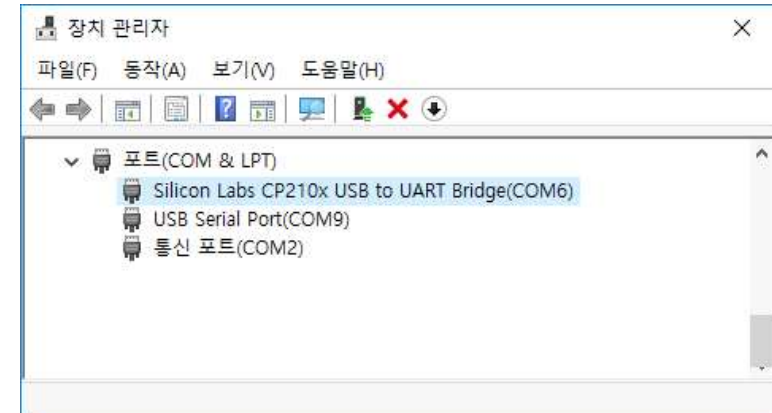 장치 관리자
파일(F) 동작(A) 보기(V) 도움말(H)
포트(COM & LPT)
Silicon Labs CP210x USB to UART Bridge(COM6)
USB Serial Port(COM9)
통신 포트(COM2)